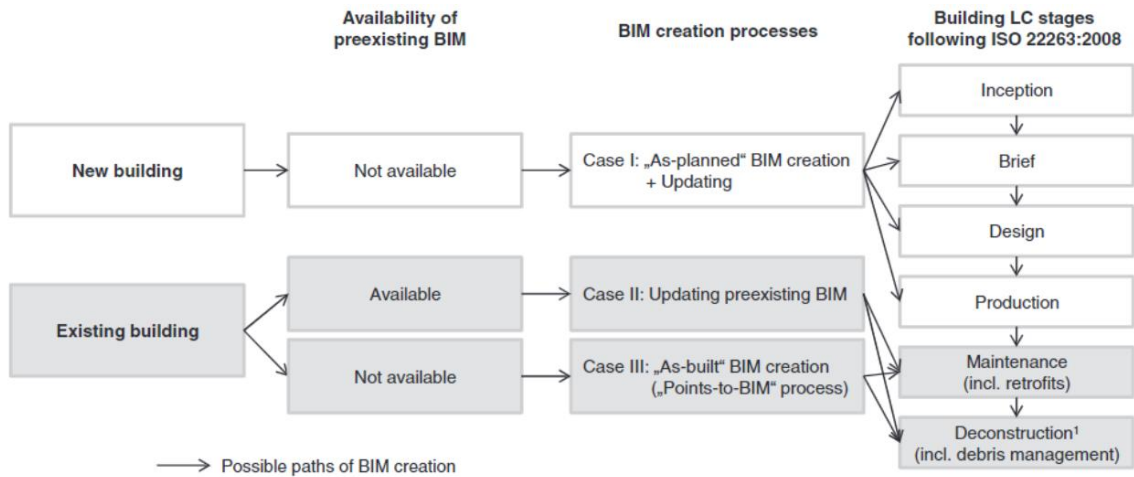 Availability of
preexisting BIM
BIM creation processes
Building LC stages
following ISO 22263:2008
New building
Not available
Case I: „As-planned“ BIM creation
+ Updating
Inception
Brief
Design
Production
Existing building
Available
Case II: Updating preexisting BIM
Not available
Case III: „As-built“ BIM creation
(„Points-to-BIM“ process)
Maintenance
(incl. retrofits)
Deconstruction¹
(incl. debris management)
Possible paths of BIM creation